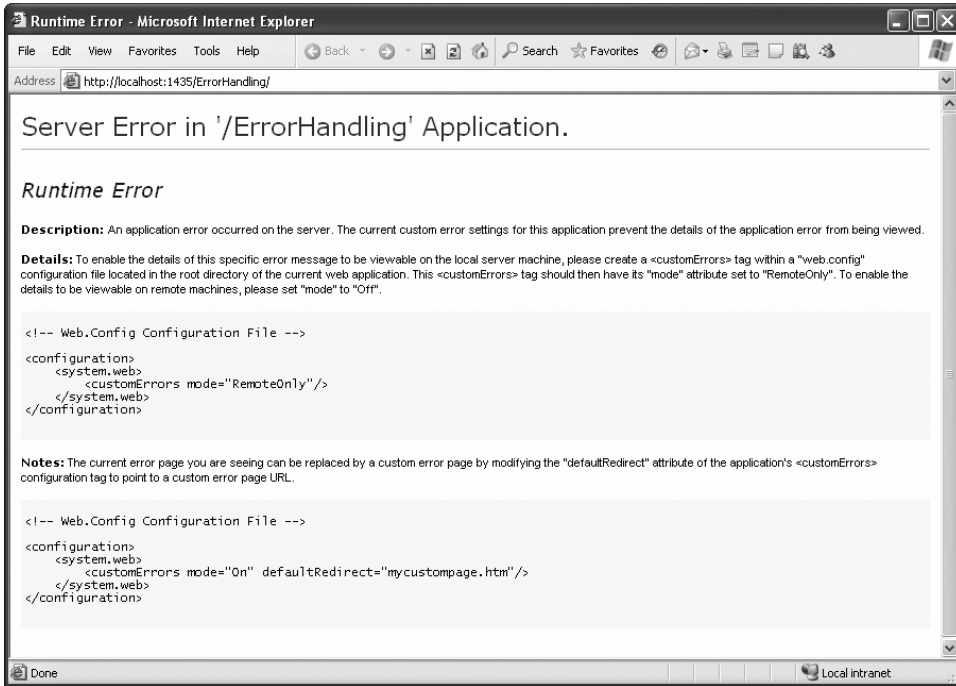 Runtime Error - Microsoft Internet Explorer
File Edit View Favorites Tools Help Back Search Favorites
Address http://localhost:1435/ErrorHandling/
Server Error in '/ErrorHandling' Application.
Runtime Error
Description: An application error occurred on the server. The current custom error settings for this application prevent the details of the application error from being viewed.
Details: To enable the details of this specific error message to be viewable on the local server machine, please create a <customErrors> tag within a "web.config"
configuration file located in the root directory of the current web application. This <customErrors> tag should then have its "mode" attribute set to "RemoteOnly". To enable the
details to be viewable on remote machines, please set "mode" to "Off".
<!-- Web.Config Configuration File -->
<configuration>
<system.web>
<customErrors mode="RemoteOnly"/>
</system.web>
</configuration>
Notes: The current error page you are seeing can be replaced by a custom error page by modifying the "defaultRedirect" attribute of the application's <customErrors>
configuration tag to point to a custom error page URL.
<!-- Web.Config Configuration File -->
<configuration>
<system.web>
<customErrors mode="On" defaultRedirect="mycustompage.htm"/>
</system.web>
</configuration>
Done Local intranet